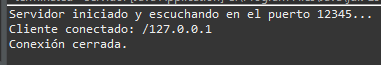 Servidor iniciado y escuchando en el puerto 12345...
Cliente conectado: /127.0.0.1
Conexión cerrada.